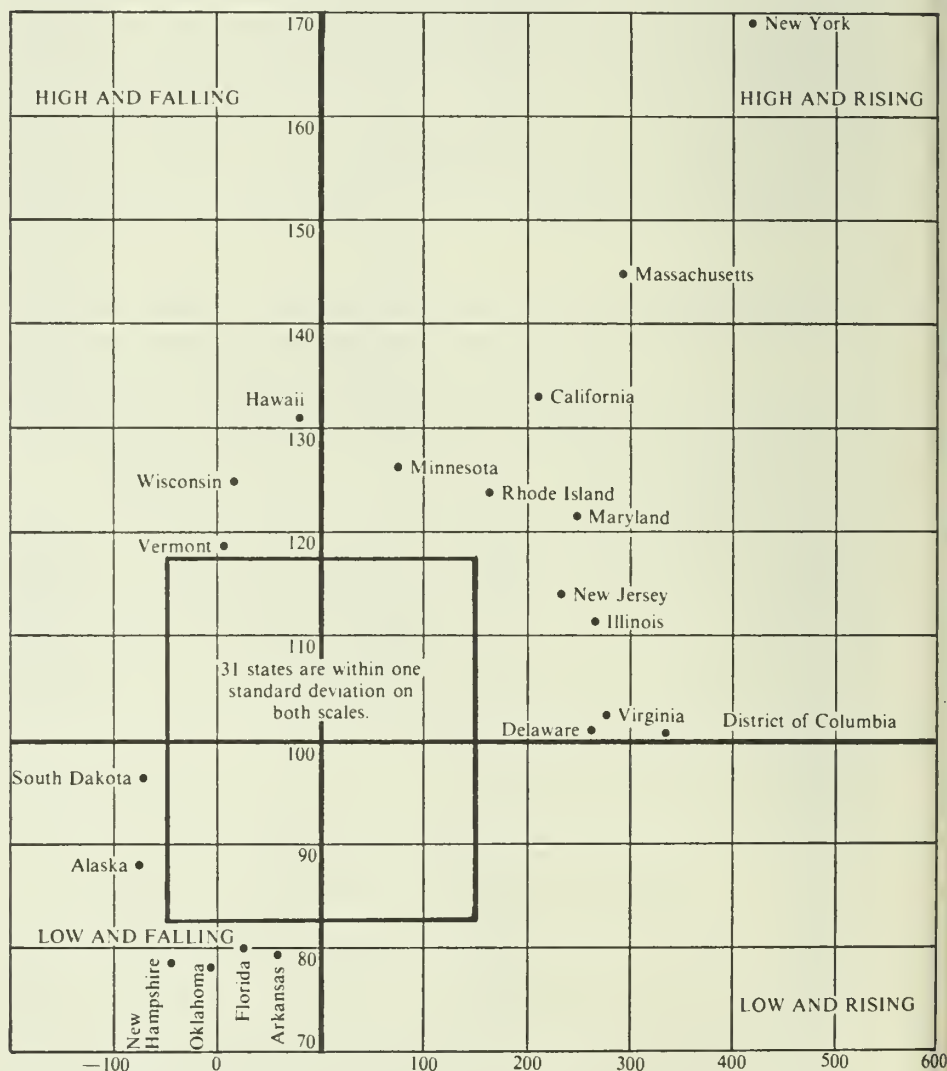 170
New York
HIGH AND FALLING
HIGH AND RISING
160
150
Massachusetts
140
Hawaii
California
130
Minnesota
Wisconsin
Rhode Island
Maryland
Vermont
120
New Jersey
Illinois
110
31 states are within one
standard deviation on
both scales.
Virginia
District of Columbia
Delaware
100
South Dakota
90
Alaska
LOW AND FALLING
80
New
Hampshire
Oklahoma
Florida
Arkansas
LOW AND RISING
70
—100
0
100
200
300
400
500
600